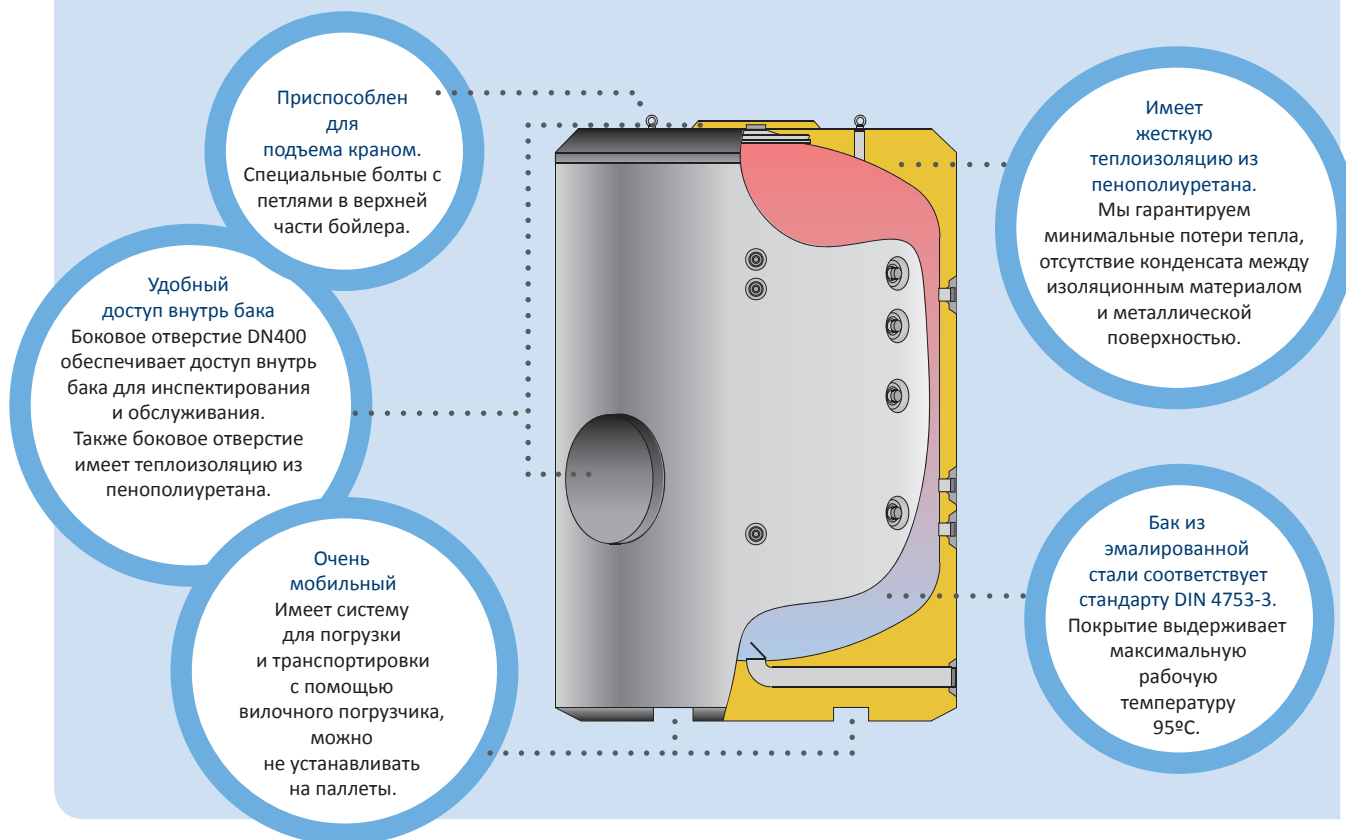 Приспособлен
для
подъема краном.
Специальные болты с
петлями в верхней
части бойлера.
Удобный
доступ внутрь бака
Боковое отверстие DN400
обеспечивает доступ внутрь
бака для инспектирования
и обслуживания.
Также боковое отверстие
имеет теплоизоляцию из
пенополиуретана.
Очень
мобильный
Имеет систему
для погрузки
и транспортировки
с помощью
вилочного погрузчика,
можно
не устанавливать
на паллеты.
Имеет
жесткую
теплоизоляцию из
пенополиуретана.
Мы гарантируем
минимальные потери тепла,
отсутствие конденсата между
изоляционным материалом
и металлической
поверхностью.
Бак из
эмалированной
стали соответствует
стандарту DIN 4753-3.
Покрытие выдерживает
максимальную
рабочую
температуру
95ºC.